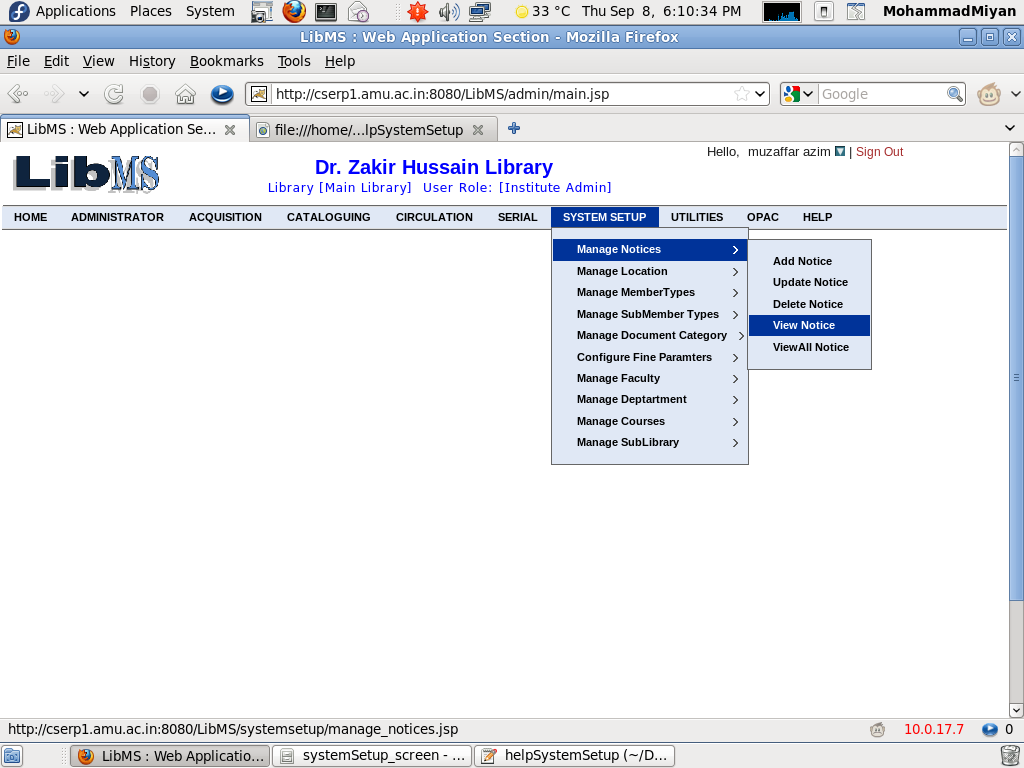 Applications Places System 33 °C Thu Sep 8, 6:10:34 PM MohammadMiyan
LibMS : Web Application Section - Mozilla Firefox
File Edit View History Bookmarks Tools Help
http://cserp1.amu.ac.in:8080/LibMS/admin/main.jsp Google
LibMS : Web Application Se... file:///home/...lpSystemSetup
Hello, muzaffar azim | Sign Out
LibMS
Dr. Zakir Hussain Library
Library [Main Library] User Role: [Institute Admin]
HOME ADMINISTRATOR ACQUISITION CATALOGUING CIRCULATION SERIAL SYSTEM SETUP UTILITIES OPAC HELP
Manage Notices
Manage Location
Manage MemberTypes
Manage SubMember Types
Manage Document Category
Configure Fine Paramters
Manage Faculty
Manage Deptartment
Manage Courses
Manage SubLibrary
Add Notice
Update Notice
Delete Notice
View Notice
ViewAll Notice
http://cserp1.amu.ac.in:8080/LibMS/systemsetup/manage_notices.jsp 10.0.17.7 0
LibMS : Web Applicatio... systemSetup_screen - ... helpSystemSetup (~/D...